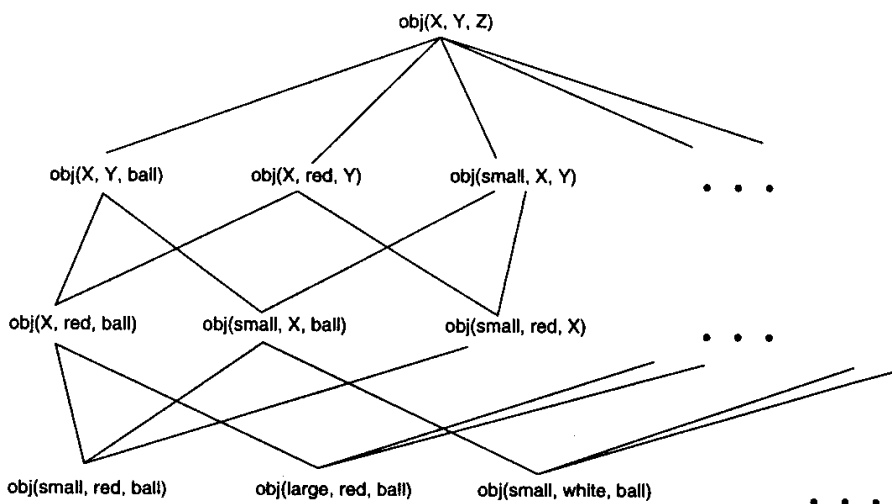 obj(X, Y, Z)
obj(X, Y, ball)
obj(X, red, Y)
obj(small, X, Y)
. . .
obj(X, red, ball)
obj(small, X, ball)
obj(small, red, X)
. . .
obj(small, red, ball)
obj(large, red, ball)
obj(small, white, ball)
. . .